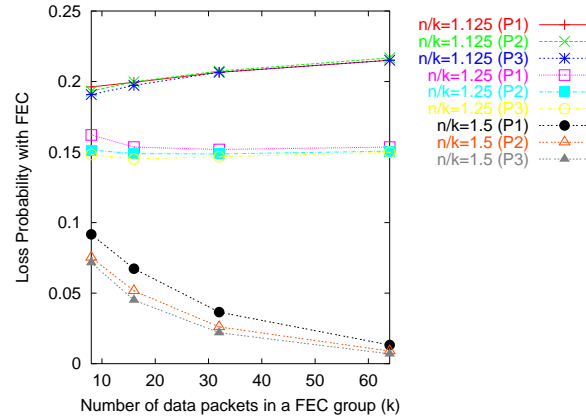 0.25
0.2
0.15
0.1
0.05
0
10
20
30
40
50
60
Loss Probability with FEC
Number of data packets in a FEC group (k)
n/k=1.125 (P1)
n/k=1.125 (P2)
n/k=1.125 (P3)
n/k=1.25 (P1)
n/k=1.25 (P2)
n/k=1.25 (P3)
n/k=1.5 (P1)
n/k=1.5 (P2)
n/k=1.5 (P3)